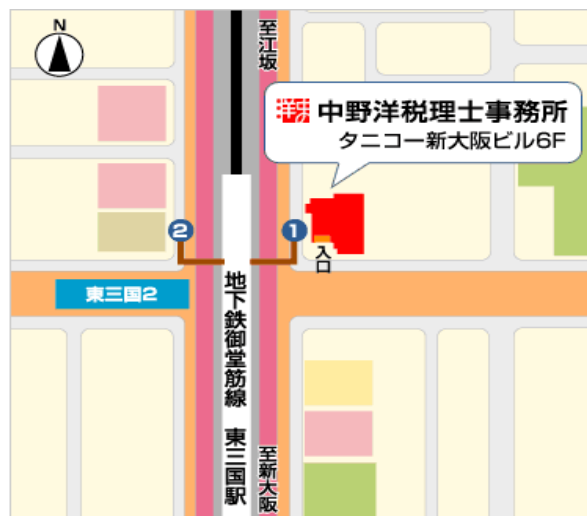 N
至江坂
中野洋税理士事務所
タニコー新大阪ビル6F
2
1
入口
東三国2
地下鉄御堂筋線 東三国駅
至新大阪